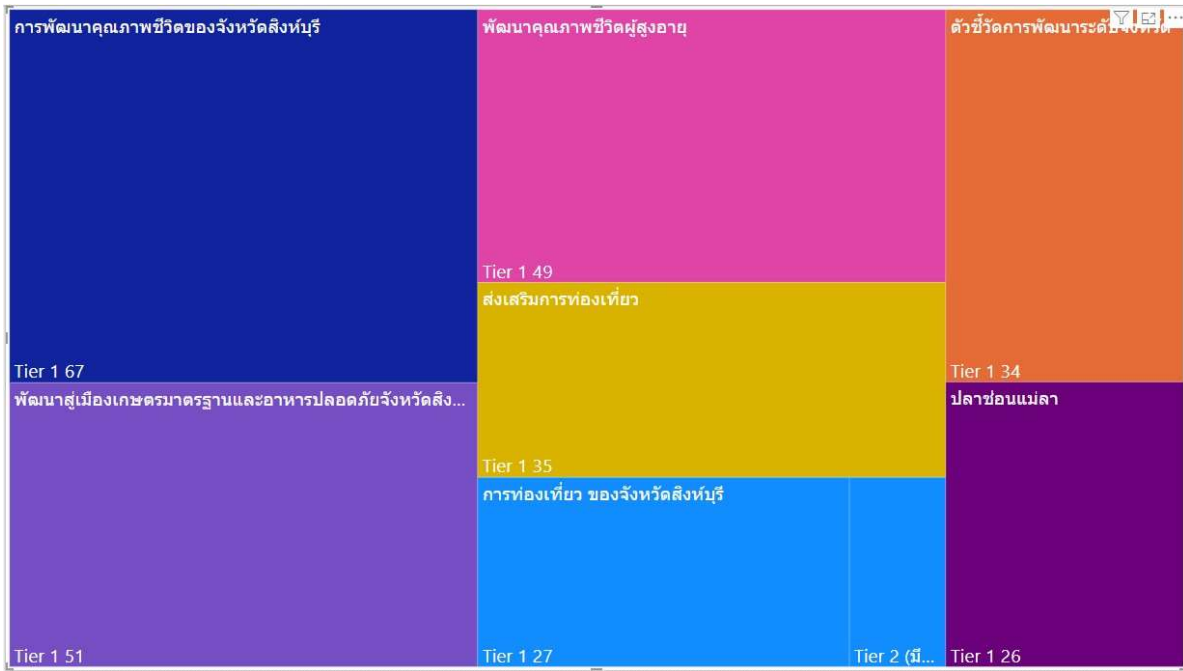 การพัฒนาคุณภาพชีวิตของจังหวัดสิงห์บุรี
Tier 1 67
พัฒนาสู่เมืองเกษตรมาตรฐานและอาหารปลอดภัยจังหวัดสิง...
Tier 1 51
พัฒนาคุณภาพชีวิตผู้สูงอายุ
Tier 1 49
ส่งเสริมการท่องเที่ยว
Tier 1 35
การท่องเที่ยว ของจังหวัดสิงห์บุรี
Tier 1 27
Tier 2 (มี...
ตัวชี้วัดการพัฒนาระดับจังหวัด
Tier 1 34
ปลาช่อนแม่ลา
Tier 1 26